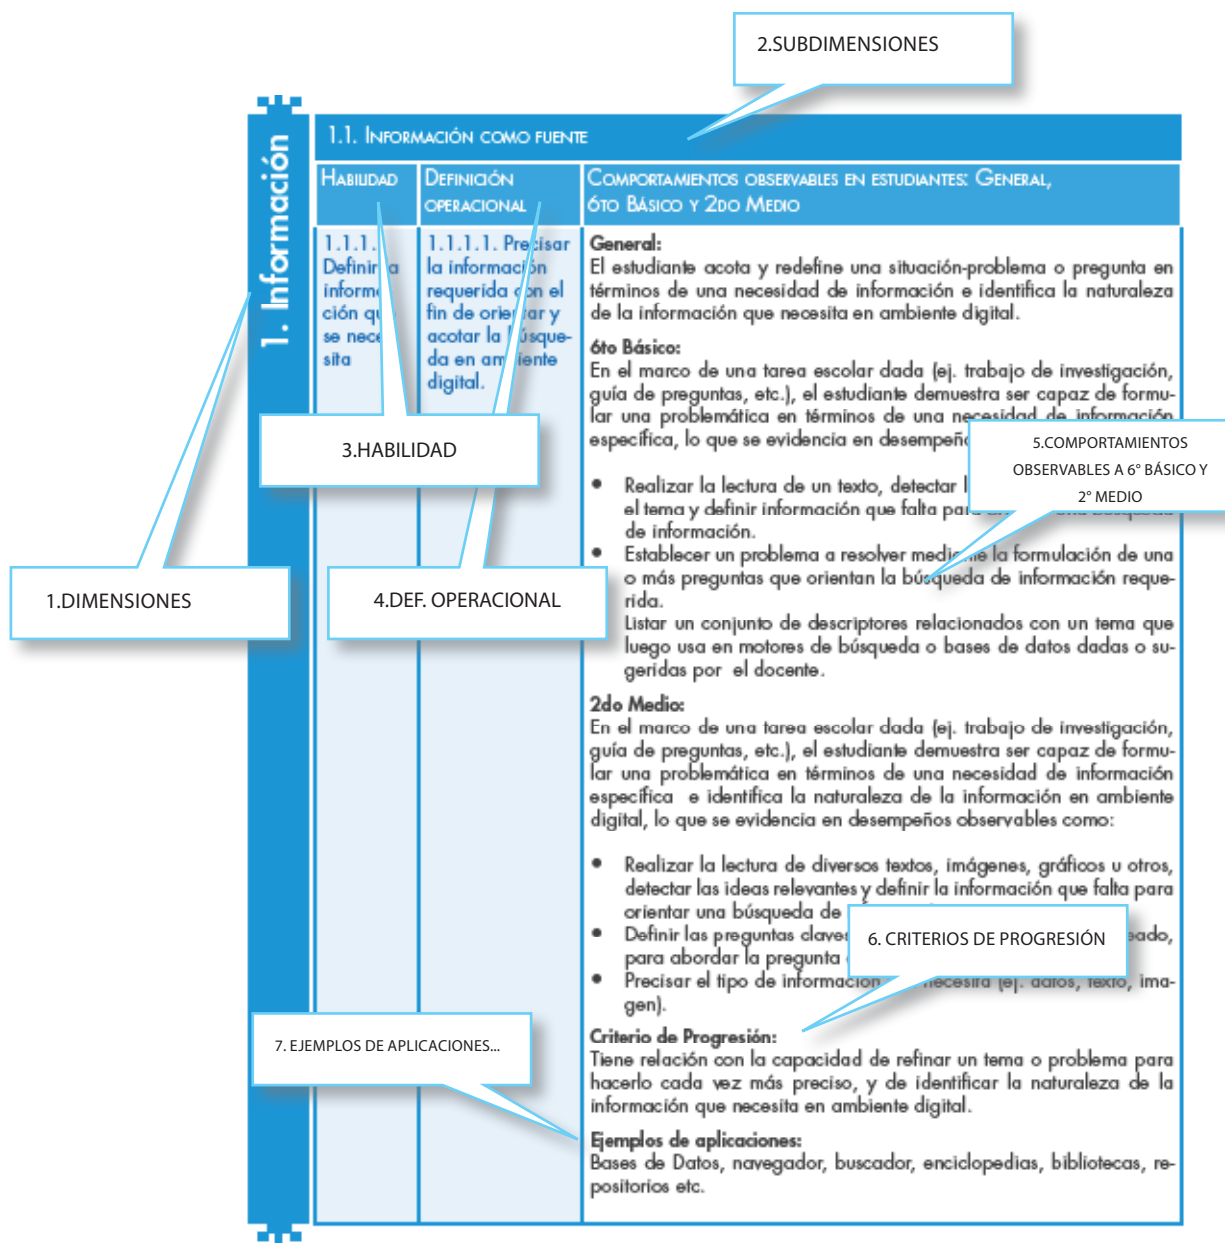 2.SUBDIMENSIONES
1. Información
1.1. Información como fuente
Habilidad
Definición
operacional
Comportamientos observables en estudiantes: General,
6to Básico y 2do Medio
1.1.1.
Definir
informa-
ción que
se nece-
sita
1.1.1.1. Precisar
la información
requerida con el
fin de orientar y
acotar la búsque-
da en ambiente
digital.
General:
El estudiante acota y redefine una situación-problema o pregunta en
términos de una necesidad de información e identifica la naturaleza
de la información que necesita en ambiente digital.
6to Básico:
En el marco de una tarea escolar dada (ej. trabajo de investigación,
guía de preguntas, etc.), el estudiante demuestra ser capaz de formu-
lar una problemática en términos de una necesidad de información
específica, lo que se evidencia en desempeño
• Realizar la lectura de un texto, detectar
el tema y definir información que falta para
de información.
• Establecer un problema a resolver mediante la formulación de una
o más preguntas que orientan la búsqueda de información reque-
rida.
Listar un conjunto de descriptores relacionados con un tema que
luego usa en motores de búsqueda o bases de datos dadas o su-
geridas por el docente.
2do Medio:
En el marco de una tarea escolar dada (ej. trabajo de investigación,
guía de preguntas, etc.), el estudiante demuestra ser capaz de formu-
lar una problemática en términos de una necesidad de información
específica e identifica la naturaleza de la información en ambiente
digital, lo que se evidencia en desempeños observables como:
• Realizar la lectura de diversos textos, imágenes, gráficos u otros,
detectar las ideas relevantes y definir la información que falta para
orientar una búsqueda de
• Definir las preguntas claves
para abordar la pregunta
• Precisar el tipo de información necesita (ej. datos, texto, ima-
gen).
Criterio de Progresión:
Tiene relación con la capacidad de refinar un tema o problema para
hacerlo cada vez más preciso, y de identificar la naturaleza de la
información que necesita en ambiente digital.
Ejemplos de aplicaciones:
Bases de Datos, navegador, buscador, enciclopedias, bibliotecas, re-
positorios etc.
3.HABILIDAD
5.COMPORTAMIENTOS
OBSERVABLES A 6° BÁSICO Y
2° MEDIO
1.DIMENSIONES
4.DEF. OPERACIONAL
6. CRITERIOS DE PROGRESIÓN
7. EJEMPLOS DE APLICACIONES...